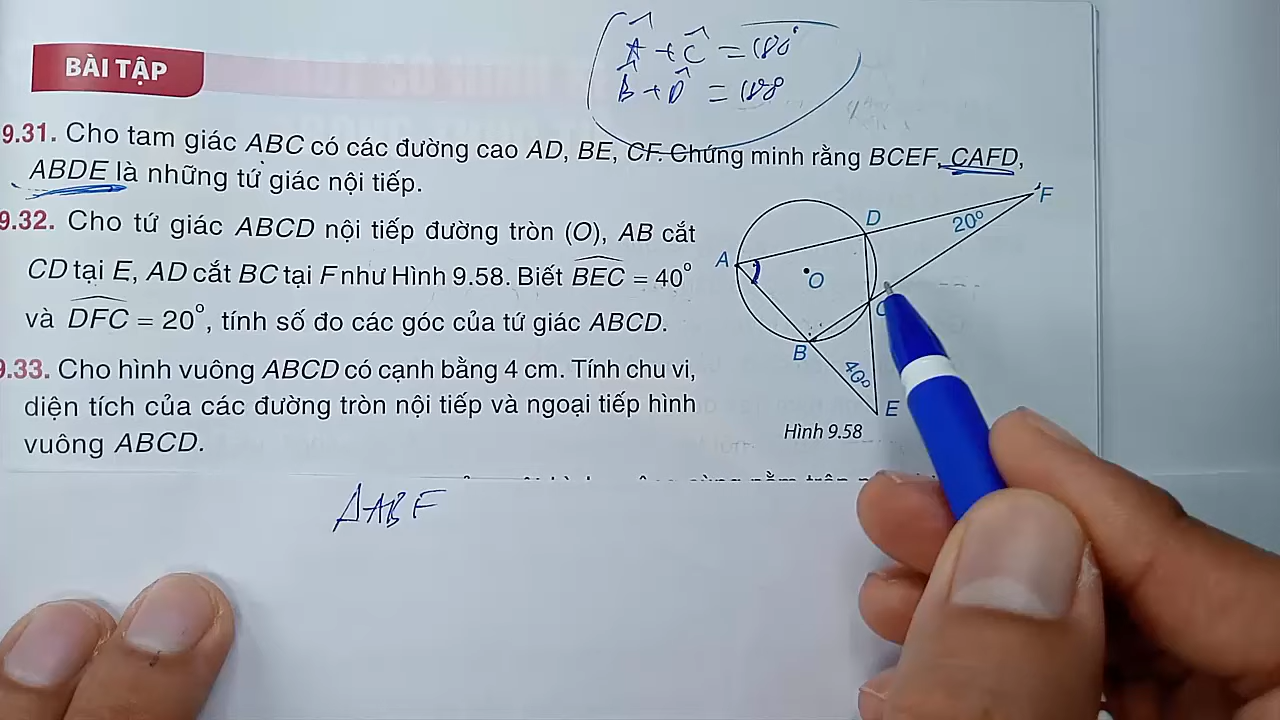 Â + Ĉ = 180°
B̂ + D̂ = 180
BÀI TẬP
9.31. Cho tam giác ABC có các đường cao AD, BE, CF. Chứng minh rằng BCEF, CAFD,
ABDE là những tứ giác nội tiếp.
9.32. Cho tứ giác ABCD nội tiếp đường tròn (O), AB cắt
CD tại E, AD cắt BC tại F như Hình 9.58. Biết BEC = 40°
và DFC = 20°, tính số đo các góc của tứ giác ABCD.
9.33. Cho hình vuông ABCD có cạnh bằng 4 cm. Tính chu vi,
diện tích của các đường tròn nội tiếp và ngoại tiếp hình
vuông ABCD.
F
D
20°
A
O
C
B
40°
E
Hình 9.58
ΔABF